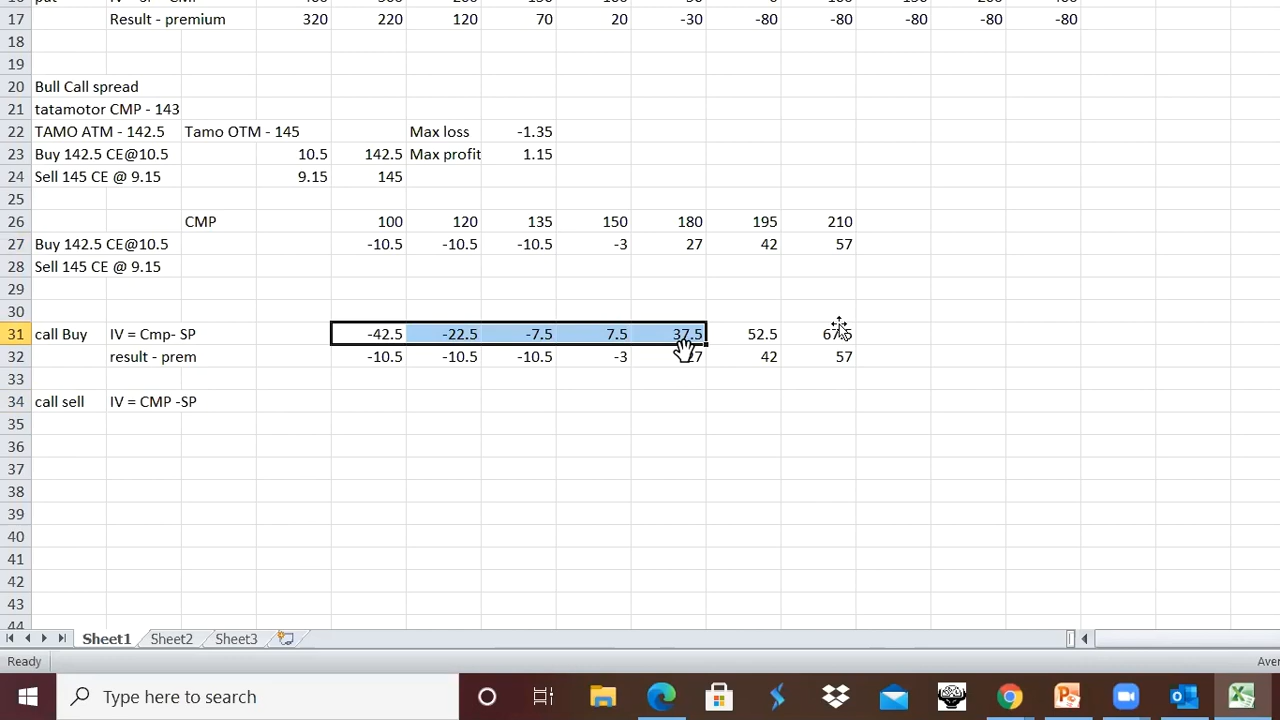 17 Result - premium 320 220 120 70 20 -30 -80 -80 -80 -80 -80
18
19
20 Bull Call spread
21 tatamotor CMP - 143
22 TAMO ATM - 142.5 Tamo OTM - 145 Max loss -1.35
23 Buy 142.5 CE@10.5 10.5 142.5 Max profit 1.15
24 Sell 145 CE @ 9.15 9.15 145
25
26 CMP 100 120 135 150 180 195 210
27 Buy 142.5 CE@10.5 -10.5 -10.5 -10.5 -3 27 42 57
28 Sell 145 CE @ 9.15
29
30
31 call Buy IV = Cmp- SP -42.5 -22.5 -7.5 7.5 37.5 52.5 67.5
32 result - prem -10.5 -10.5 -10.5 -3 27 42 57
33
34 call sell IV = CMP -SP
35
36
37
38
39
40
41
42
43
44
Sheet1 Sheet2 Sheet3
Ready
Type here to search